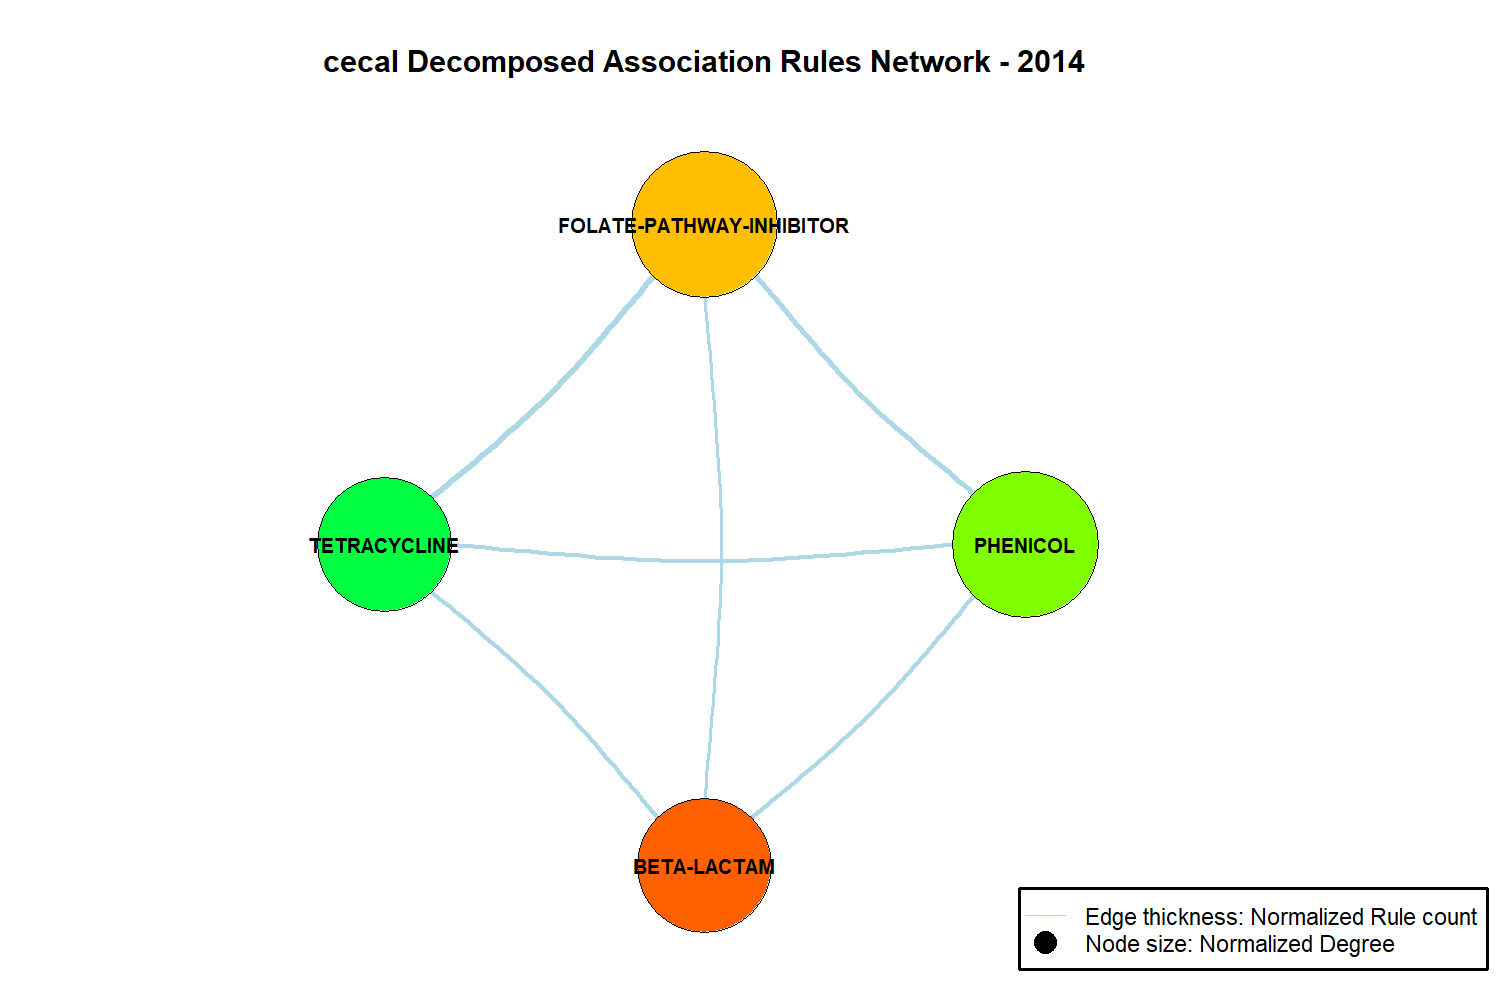 cecal Decomposed Association Rules Network - 2014
FOLATE-PATHWAY-INHIBITOR
TETRACYCLINE
PHENICOL
BETA-LACTAM
Edge thickness: Normalized Rule count
Node size: Normalized Degree